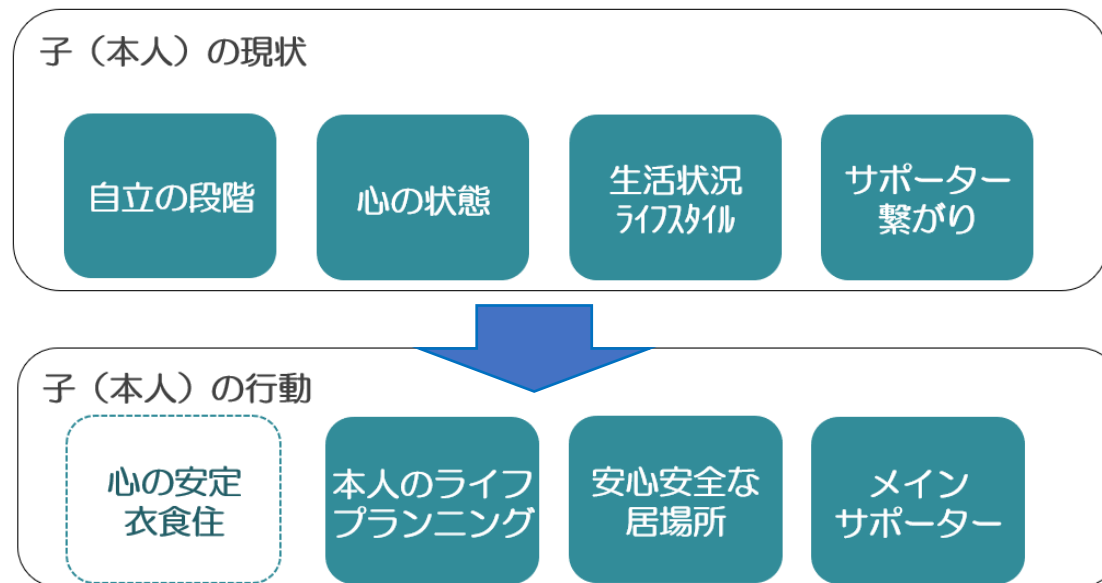 子（本人）の現状
自立の段階
心の状態
生活状況
ﾗｲﾌｽﾀｲﾙ
サポーター
繋がり
子（本人）の行動
心の安定
衣食住
本人のライフ
プランニング
安心安全な
居場所
メイン
サポーター